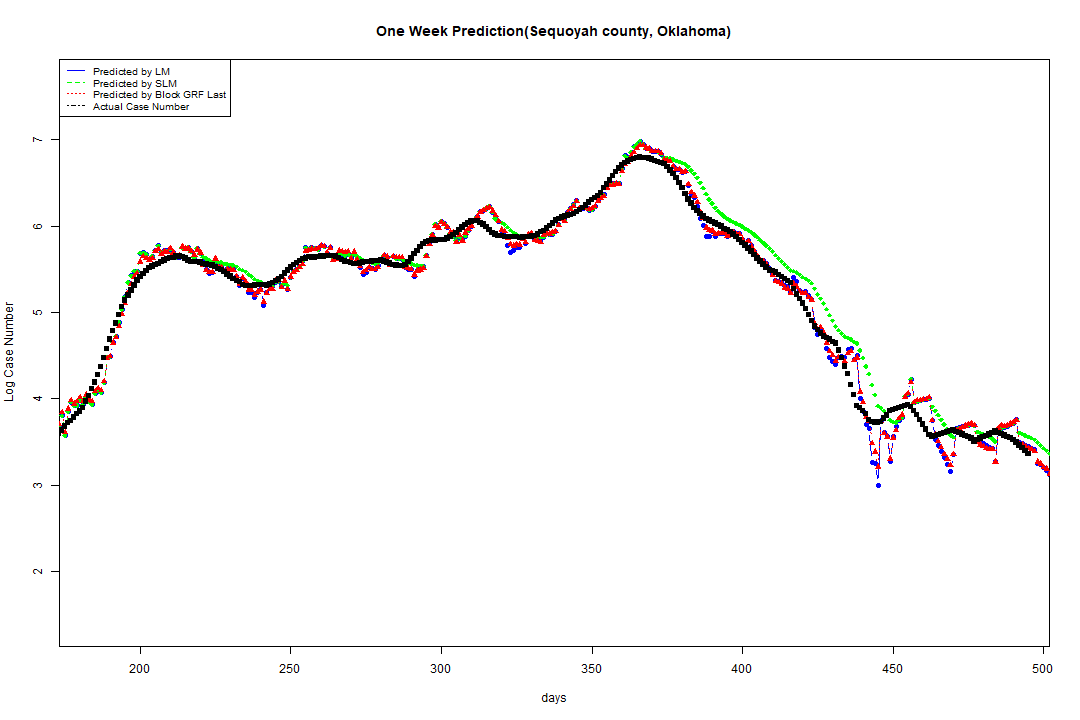 One Week Prediction(Sequoyah county, Oklahoma)
Predicted by LM
Predicted by SLM
Predicted by Block GRF Last
Actual Case Number
7
6
5
4
3
2
Log Case Number
200 250 300 350 400 450 500
days